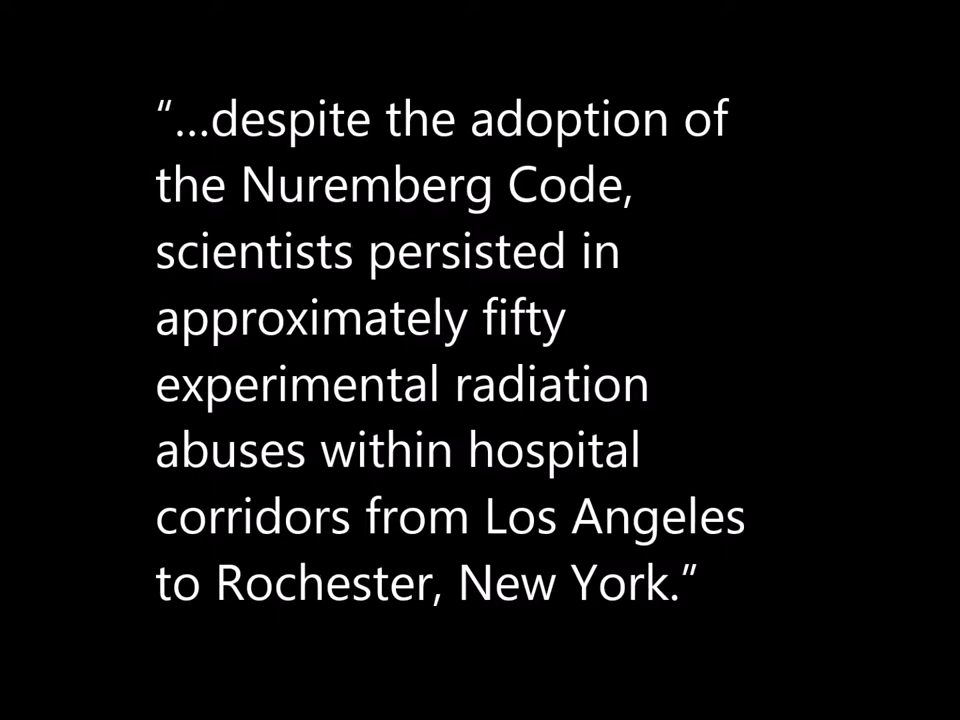 “...despite the adoption of
the Nuremberg Code,
scientists persisted in
approximately fifty
experimental radiation
abuses within hospital
corridors from Los Angeles
to Rochester, New York.”